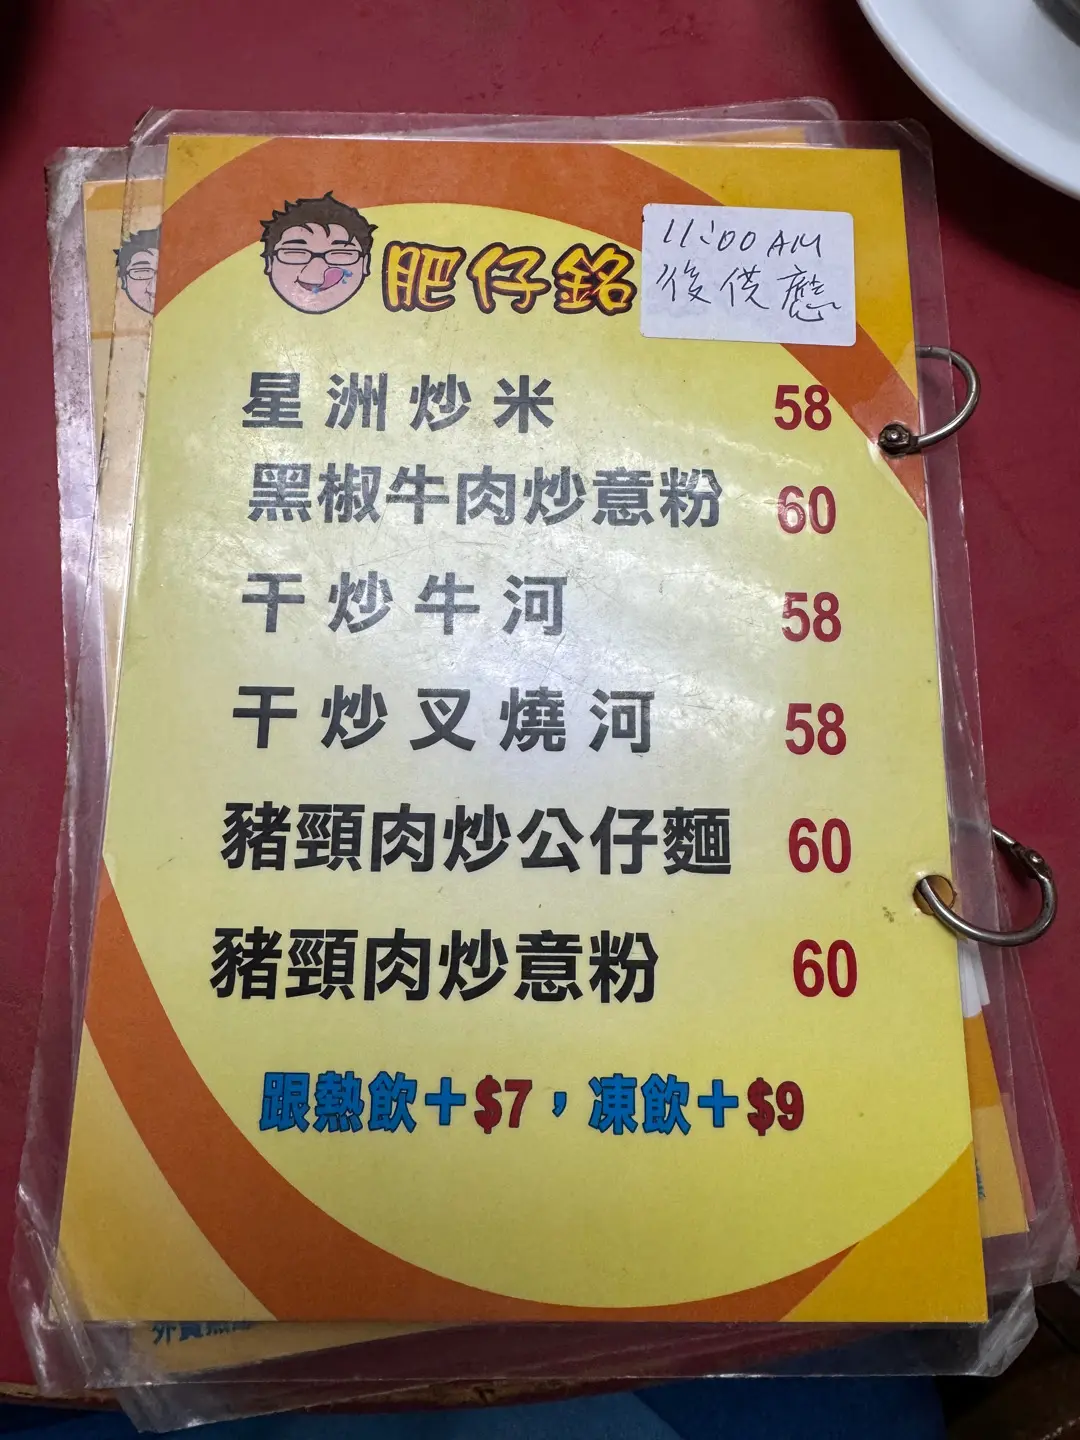 肥仔銘
11:00 AM
後供應
星洲炒米 58
黑椒牛肉炒意粉 60
干炒牛河 58
干炒叉燒河 58
豬頸肉炒公仔麵 60
豬頸肉炒意粉 60
跟熱飲+$7，凍飲+$9